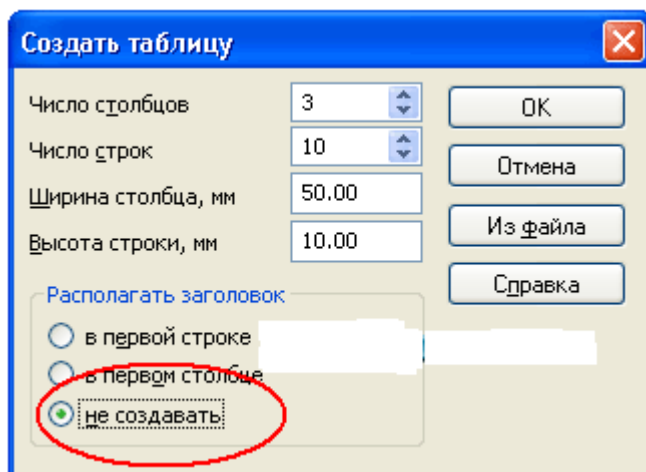 Создать таблицу
Число столбцов 3 OK
Число строк 10 Отмена
Ширина столбца, мм 50.00
Высота строки, мм 10.00 Из файла
Располагать заголовок Справка
в первой строке
в первом столбце
не создавать